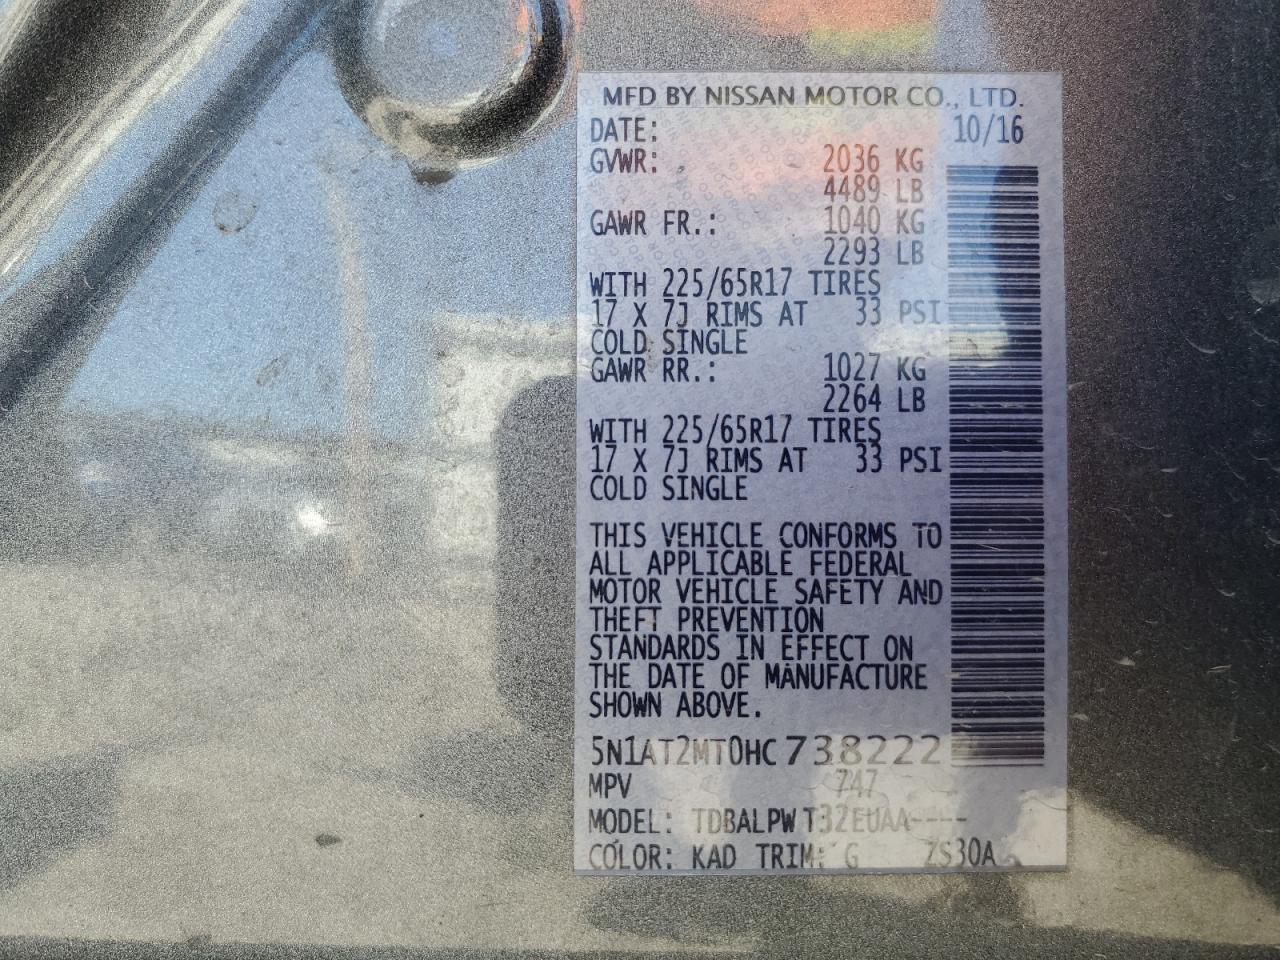 MFD BY NISSAN MOTOR CO., LTD.
DATE: 10/16
GVWR: 2036 KG
4489 LB
GAWR FR.: 1040 KG
2293 LB
WITH 225/65R17 TIRES
17 X 7J RIMS AT 33 PSI
COLD SINGLE
GAWR RR.: 1027 KG
2264 LB
WITH 225/65R17 TIRES
17 X 7J RIMS AT 33 PSI
COLD SINGLE
THIS VEHICLE CONFORMS TO
ALL APPLICABLE FEDERAL
MOTOR VEHICLE SAFETY AND
THEFT PREVENTION
STANDARDS IN EFFECT ON
THE DATE OF MANUFACTURE
SHOWN ABOVE.
5N1AT2MT0HC738222
MPV 747
MODEL: TDBALPWT32EUAA----
COLOR: KAD TRIM: G ZS30A